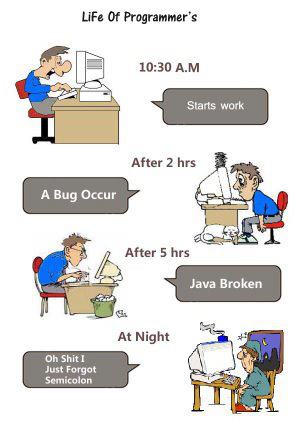 LiFe Of Programmer's
10:30 A.M
Starts work
After 2 hrs
A Bug Occur
After 5 hrs
Java Broken
At Night
Oh Shit I
Just Forgot
Semicolon